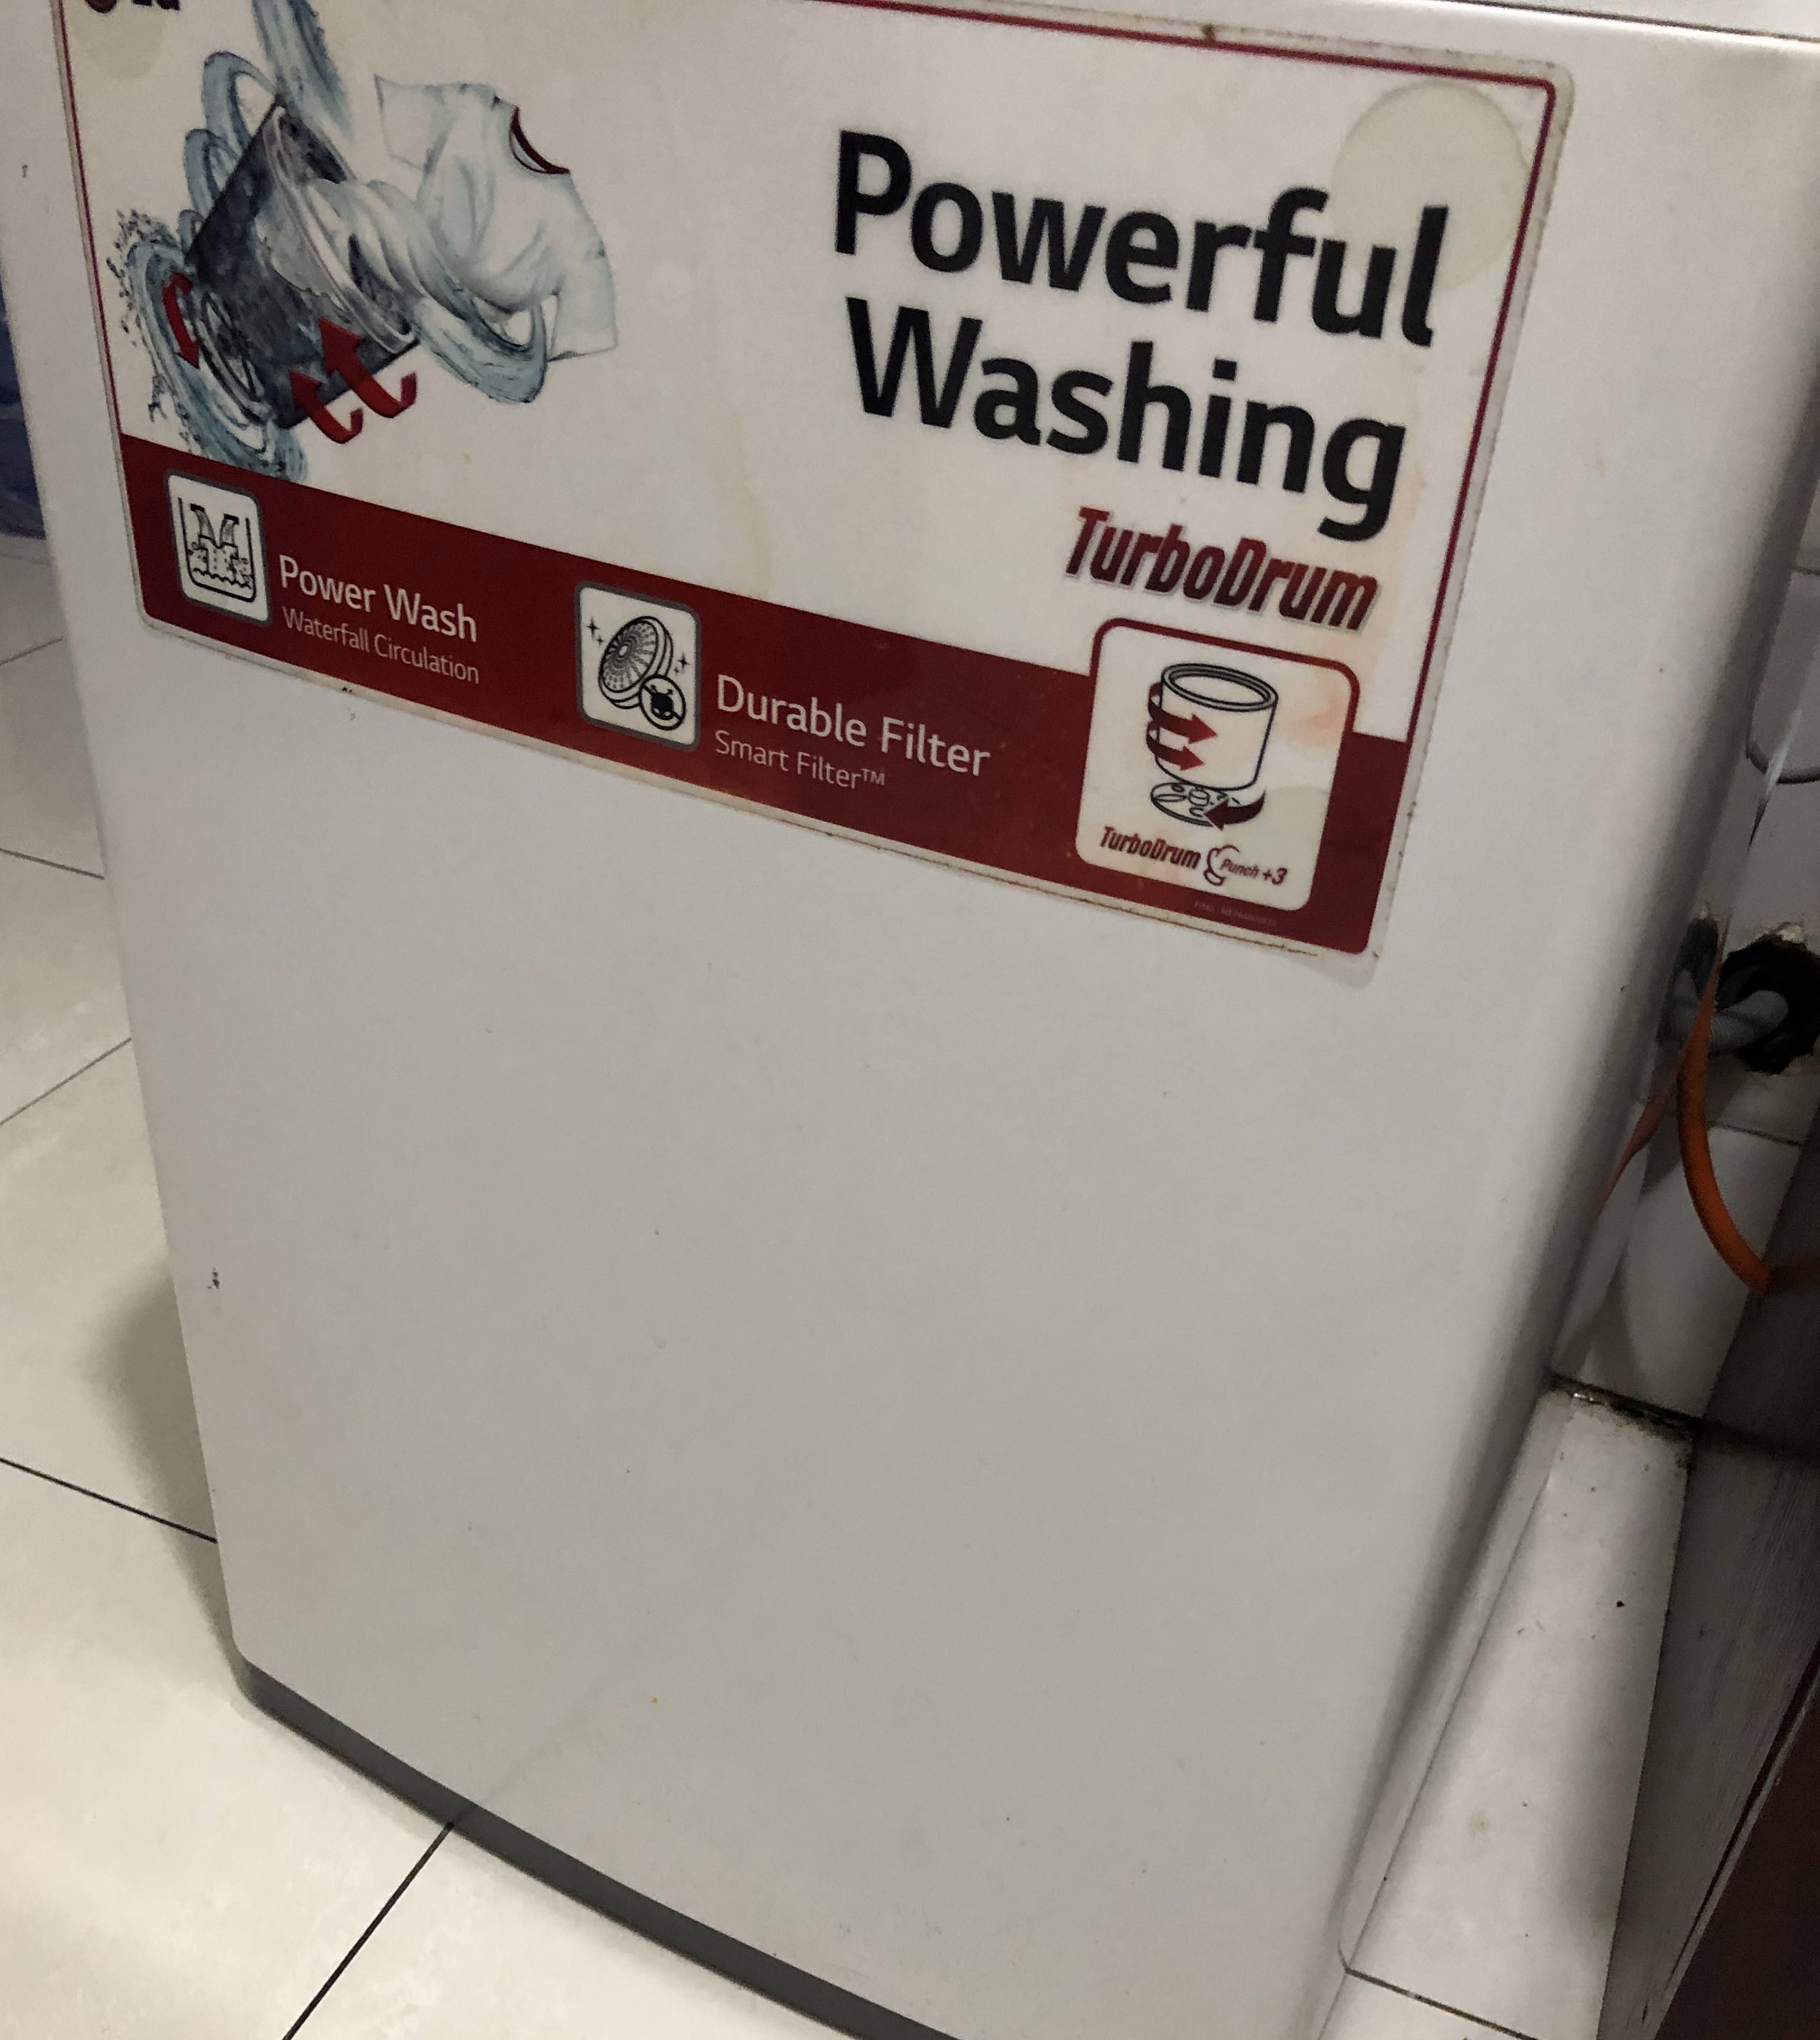 Powerful
Washing
TurboDrum
Power Wash
Waterfall Circulation
Durable Filter
Smart Filter™
TurboDrum Punch +3